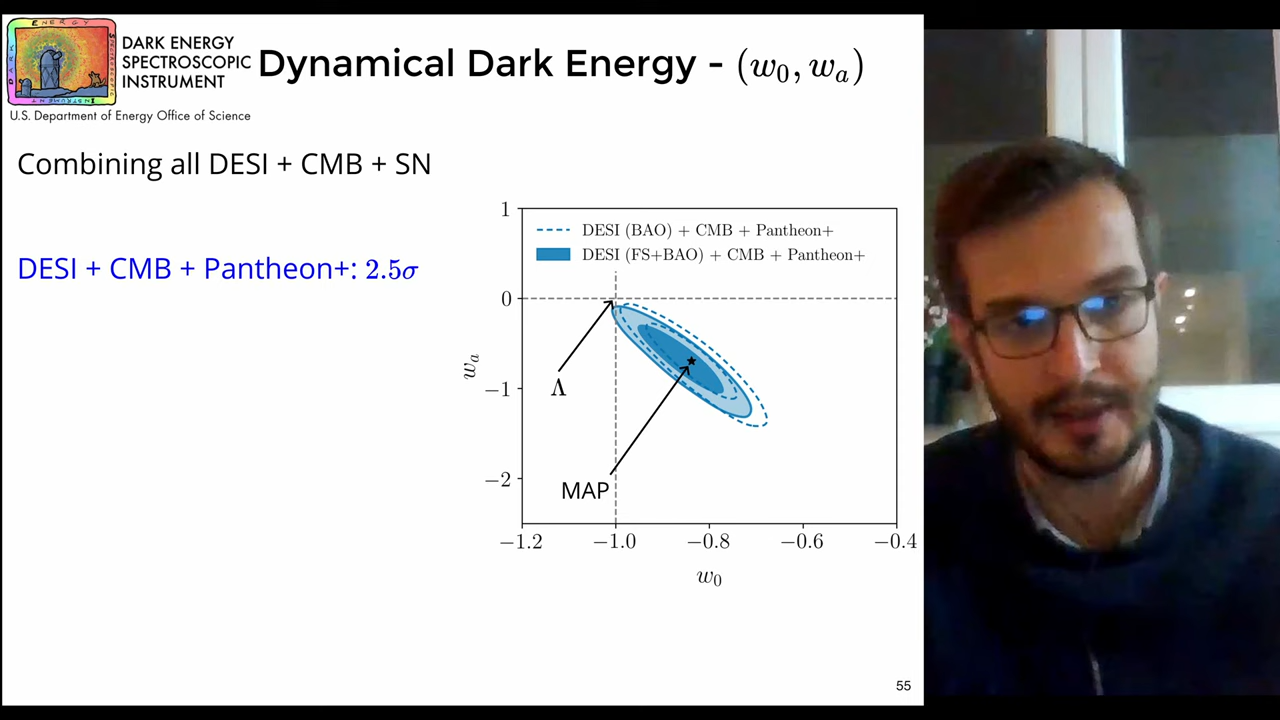 DARK ENERGY
SPECTROSCOPIC
INSTRUMENT
U.S. Department of Energy Office of Science
Dynamical Dark Energy - (w₀, wₐ)
Combining all DESI + CMB + SN
DESI + CMB + Pantheon+: 2.5σ
DESI (BAO) + CMB + Pantheon+
DESI (FS+BAO) + CMB + Pantheon+
1
0
−1
−2
wₐ
Λ
MAP
−1.2 −1.0 −0.8 −0.6 −0.4
w₀
55